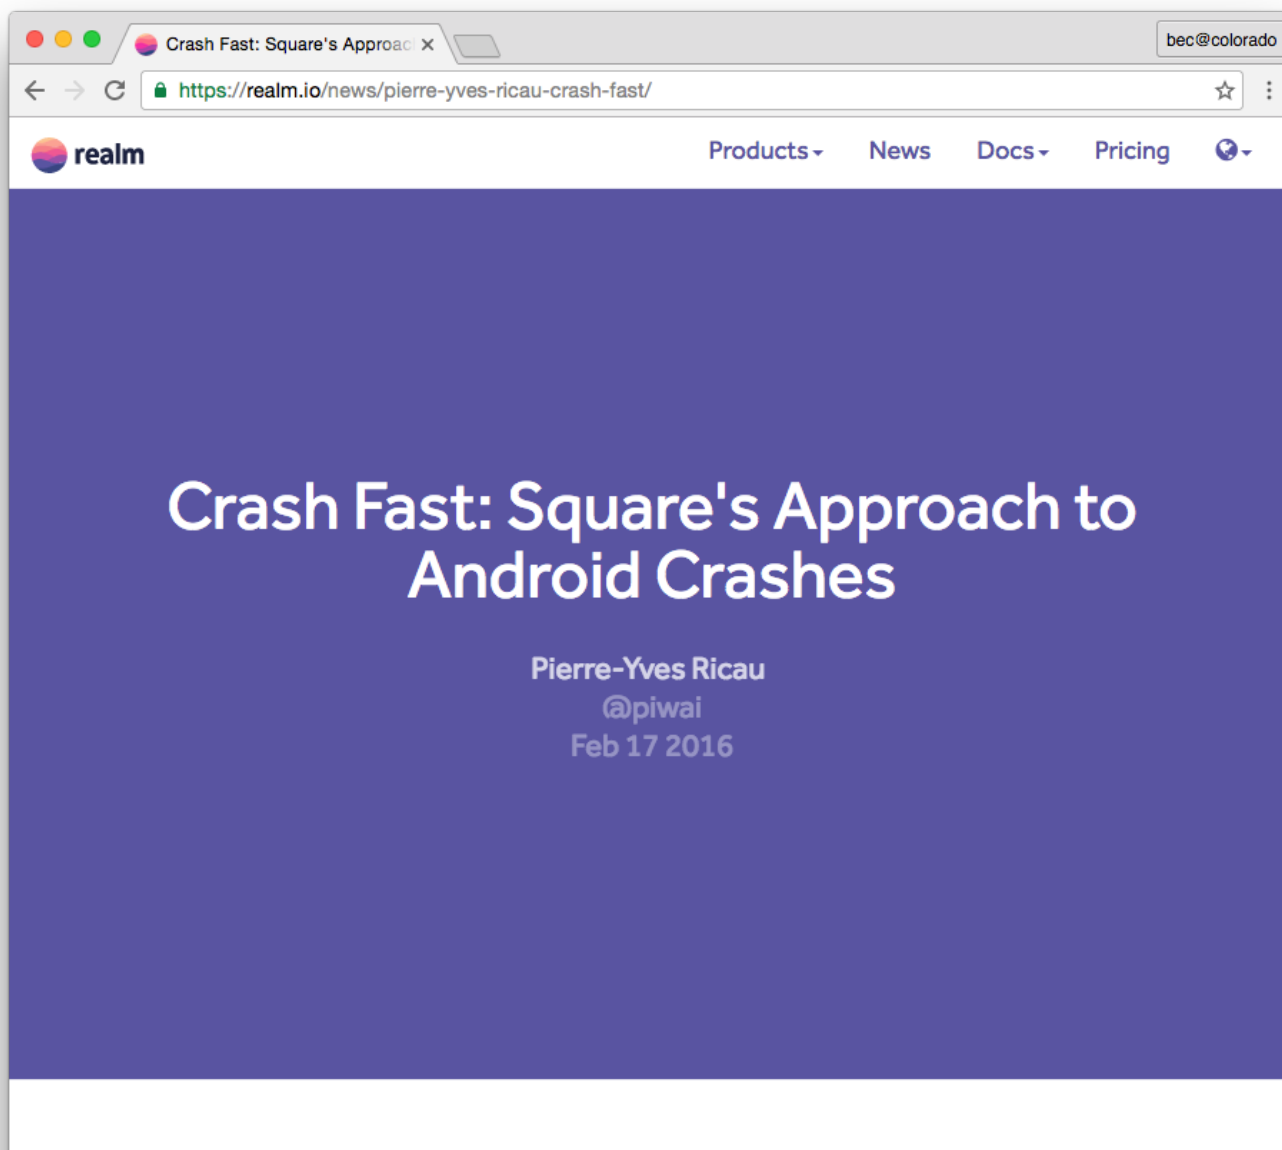 Crash Fast: Square's Approac
bec@colorado
https://realm.io/news/pierre-yves-ricau-crash-fast/
realm
Products
News
Docs
Pricing
Crash Fast: Square's Approach to
Android Crashes
Pierre-Yves Ricau
@piwai
Feb 17 2016